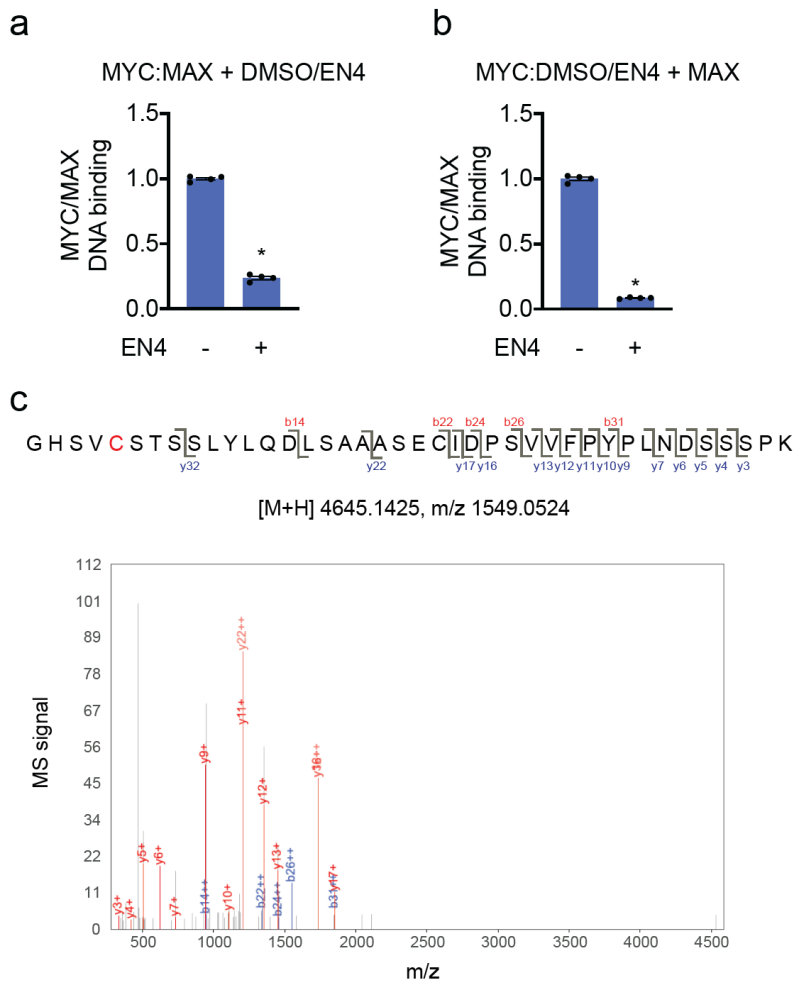 a
b
MYC:MAX + DMSO/EN4
MYC:DMSO/EN4 + MAX
MYC/MAX
DNA binding
1.5
1.0
0.5
0.0
*
EN4 - +
MYC/MAX
DNA binding
1.5
1.0
0.5
0.0
*
EN4 - +
c
b14 b22 b24 b26 b31
G H S V C S T S S L Y L Q D L S A A A S E C I D P S V V F P Y P L N D S S S P K
y32 y22 y17 y16 y13 y12 y11 y10 y9 y7 y6 y5 y4 y3
[M+H] 4645.1425, m/z 1549.0524
MS signal
112
101
89
78
67
56
45
34
22
11
0
y3+
y4+
y5+
y6+
y7+
y9+
b14++
y10+
y22++
y11+
y12+
b22++
y13+
b24++
b26++
y17+
500 1000 1500 2000 2500 3000 3500 4000 4500
m/z